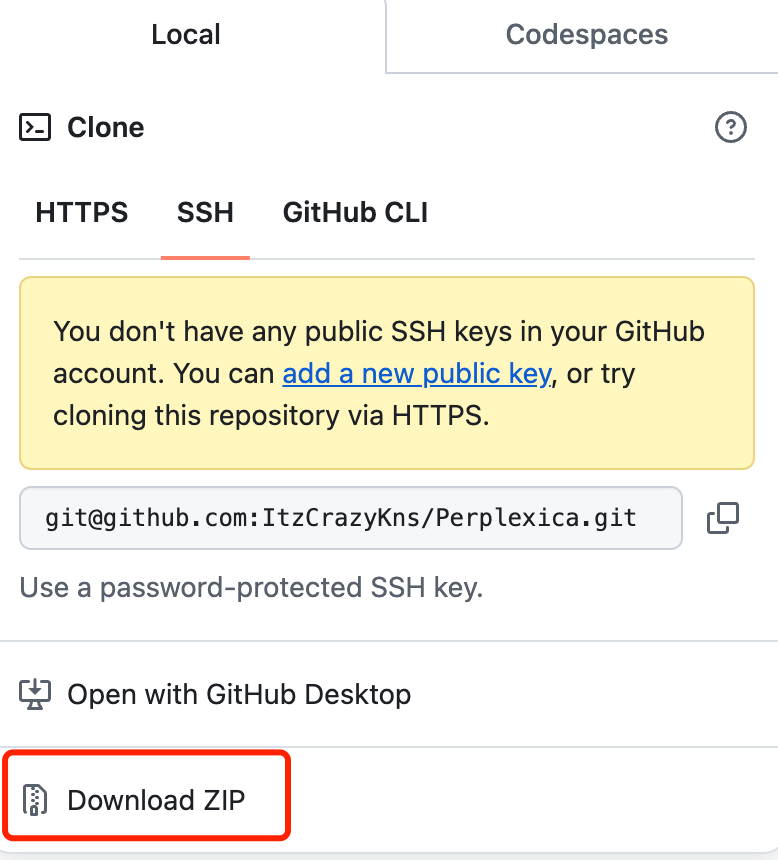 Local
Codespaces
Clone
HTTPS
SSH
GitHub CLI
You don't have any public SSH keys in your GitHub
account. You can add a new public key, or try
cloning this repository via HTTPS.
git@github.com:ItzCrazyKns/Perplexica.git
Use a password-protected SSH key.
Open with GitHub Desktop
Download ZIP